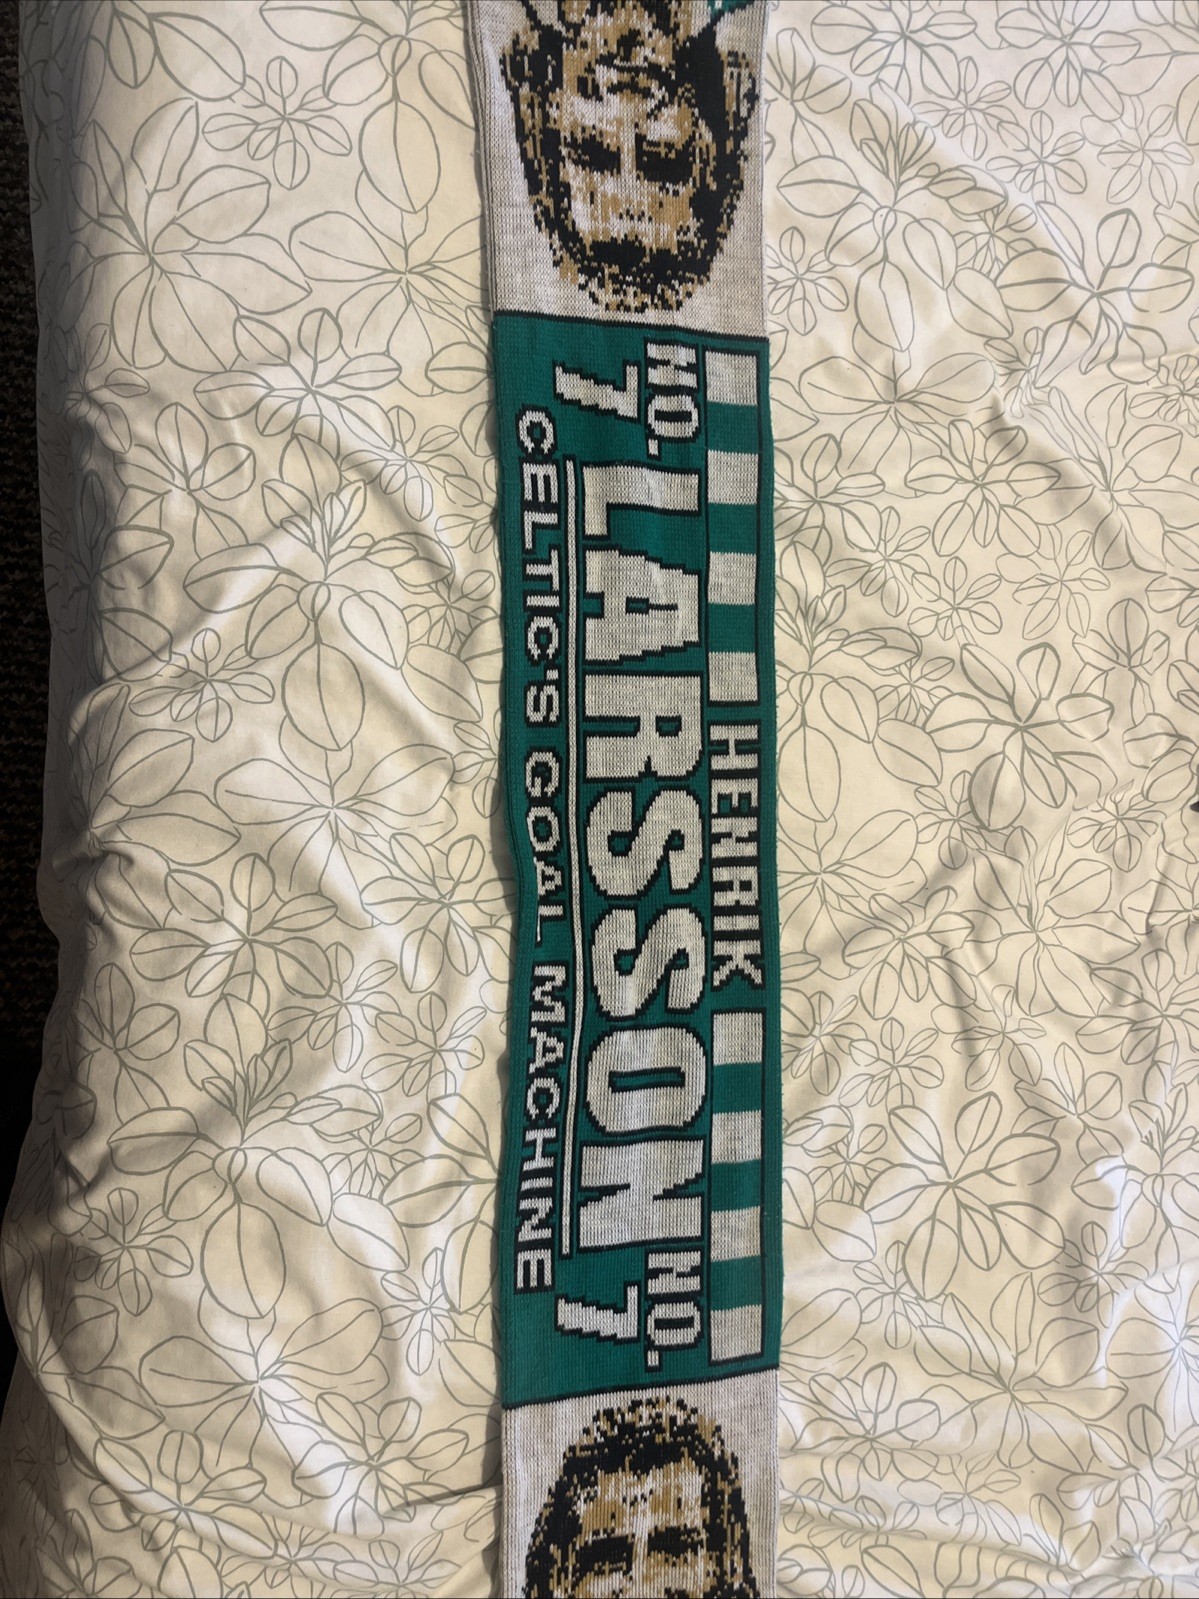 HENRIK
NO. 7 LARSSON NO. 7
CELTIC'S GOAL MACHINE